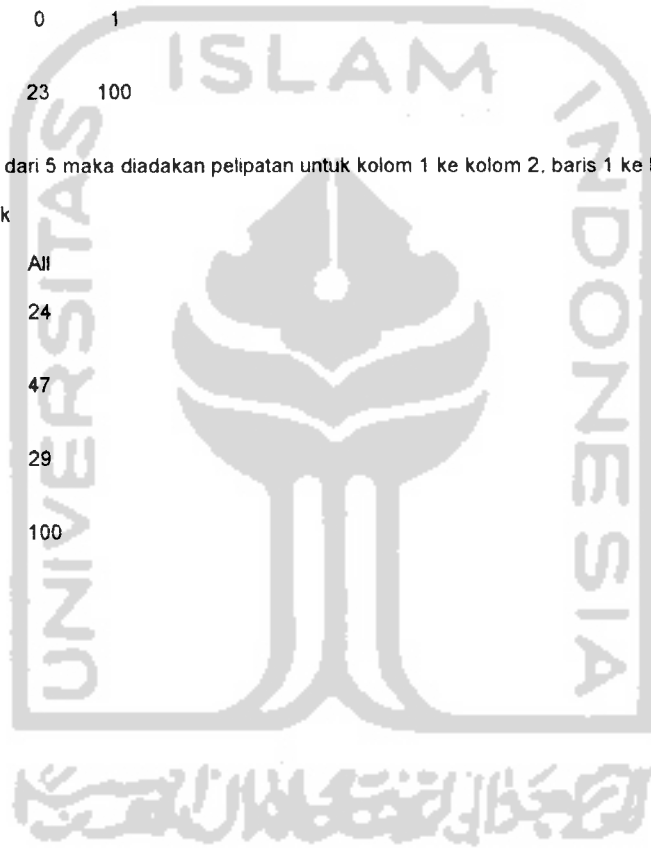 0 1
ISLAM
23 100
dari 5 maka diadakan pelipatan untuk kolom 1 ke kolom 2, baris 1 ke
k
All
24
47
29
100
UNIVERSITAS
INDONESIA